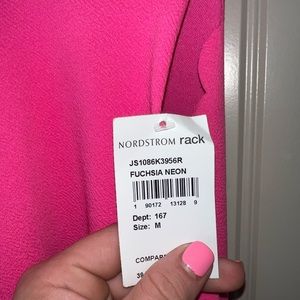 NORDSTROM rack
JS1086K3956R
FUCHSIA NEON
1 90172 13128 9
Dept: 167
Size: M